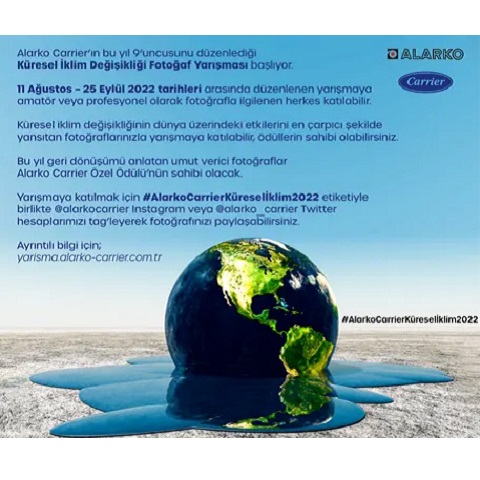 Alarko Carrier'ın bu yıl 9'uncusunu düzenlediği
Küresel İklim Değişikliği Fotoğaf Yarışması başlıyor.
ALARKO
Carrier
11 Ağustos – 25 Eylül 2022 tarihleri arasında düzenlenen yarışmaya
amatör veya profesyonel olarak fotoğrafla ilgilenen herkes katılabilir.
Küresel iklim değişikliğinin dünya üzerindeki etkilerini en çarpıcı şekilde
yansıtan fotoğraflarınızla yarışmaya katılabilir, ödüllerin sahibi olabilirsiniz.
Bu yıl geri dönüşümü anlatan umut verici fotoğraflar
Alarko Carrier Özel Ödülü'nün sahibi olacak.
Yarışmaya katılmak için #AlarkoCarrierKüreselİklim2022 etiketiyle
birlikte @alarkocarrier Instagram veya @alarko_carrier Twitter
hesaplarımızı tag'leyerek fotoğrafınızı paylaşabilirsiniz.
Ayrıntılı bilgi için;
yarisma.alarko-carrier.com.tr
#AlarkoCarrierKüreselİklim2022